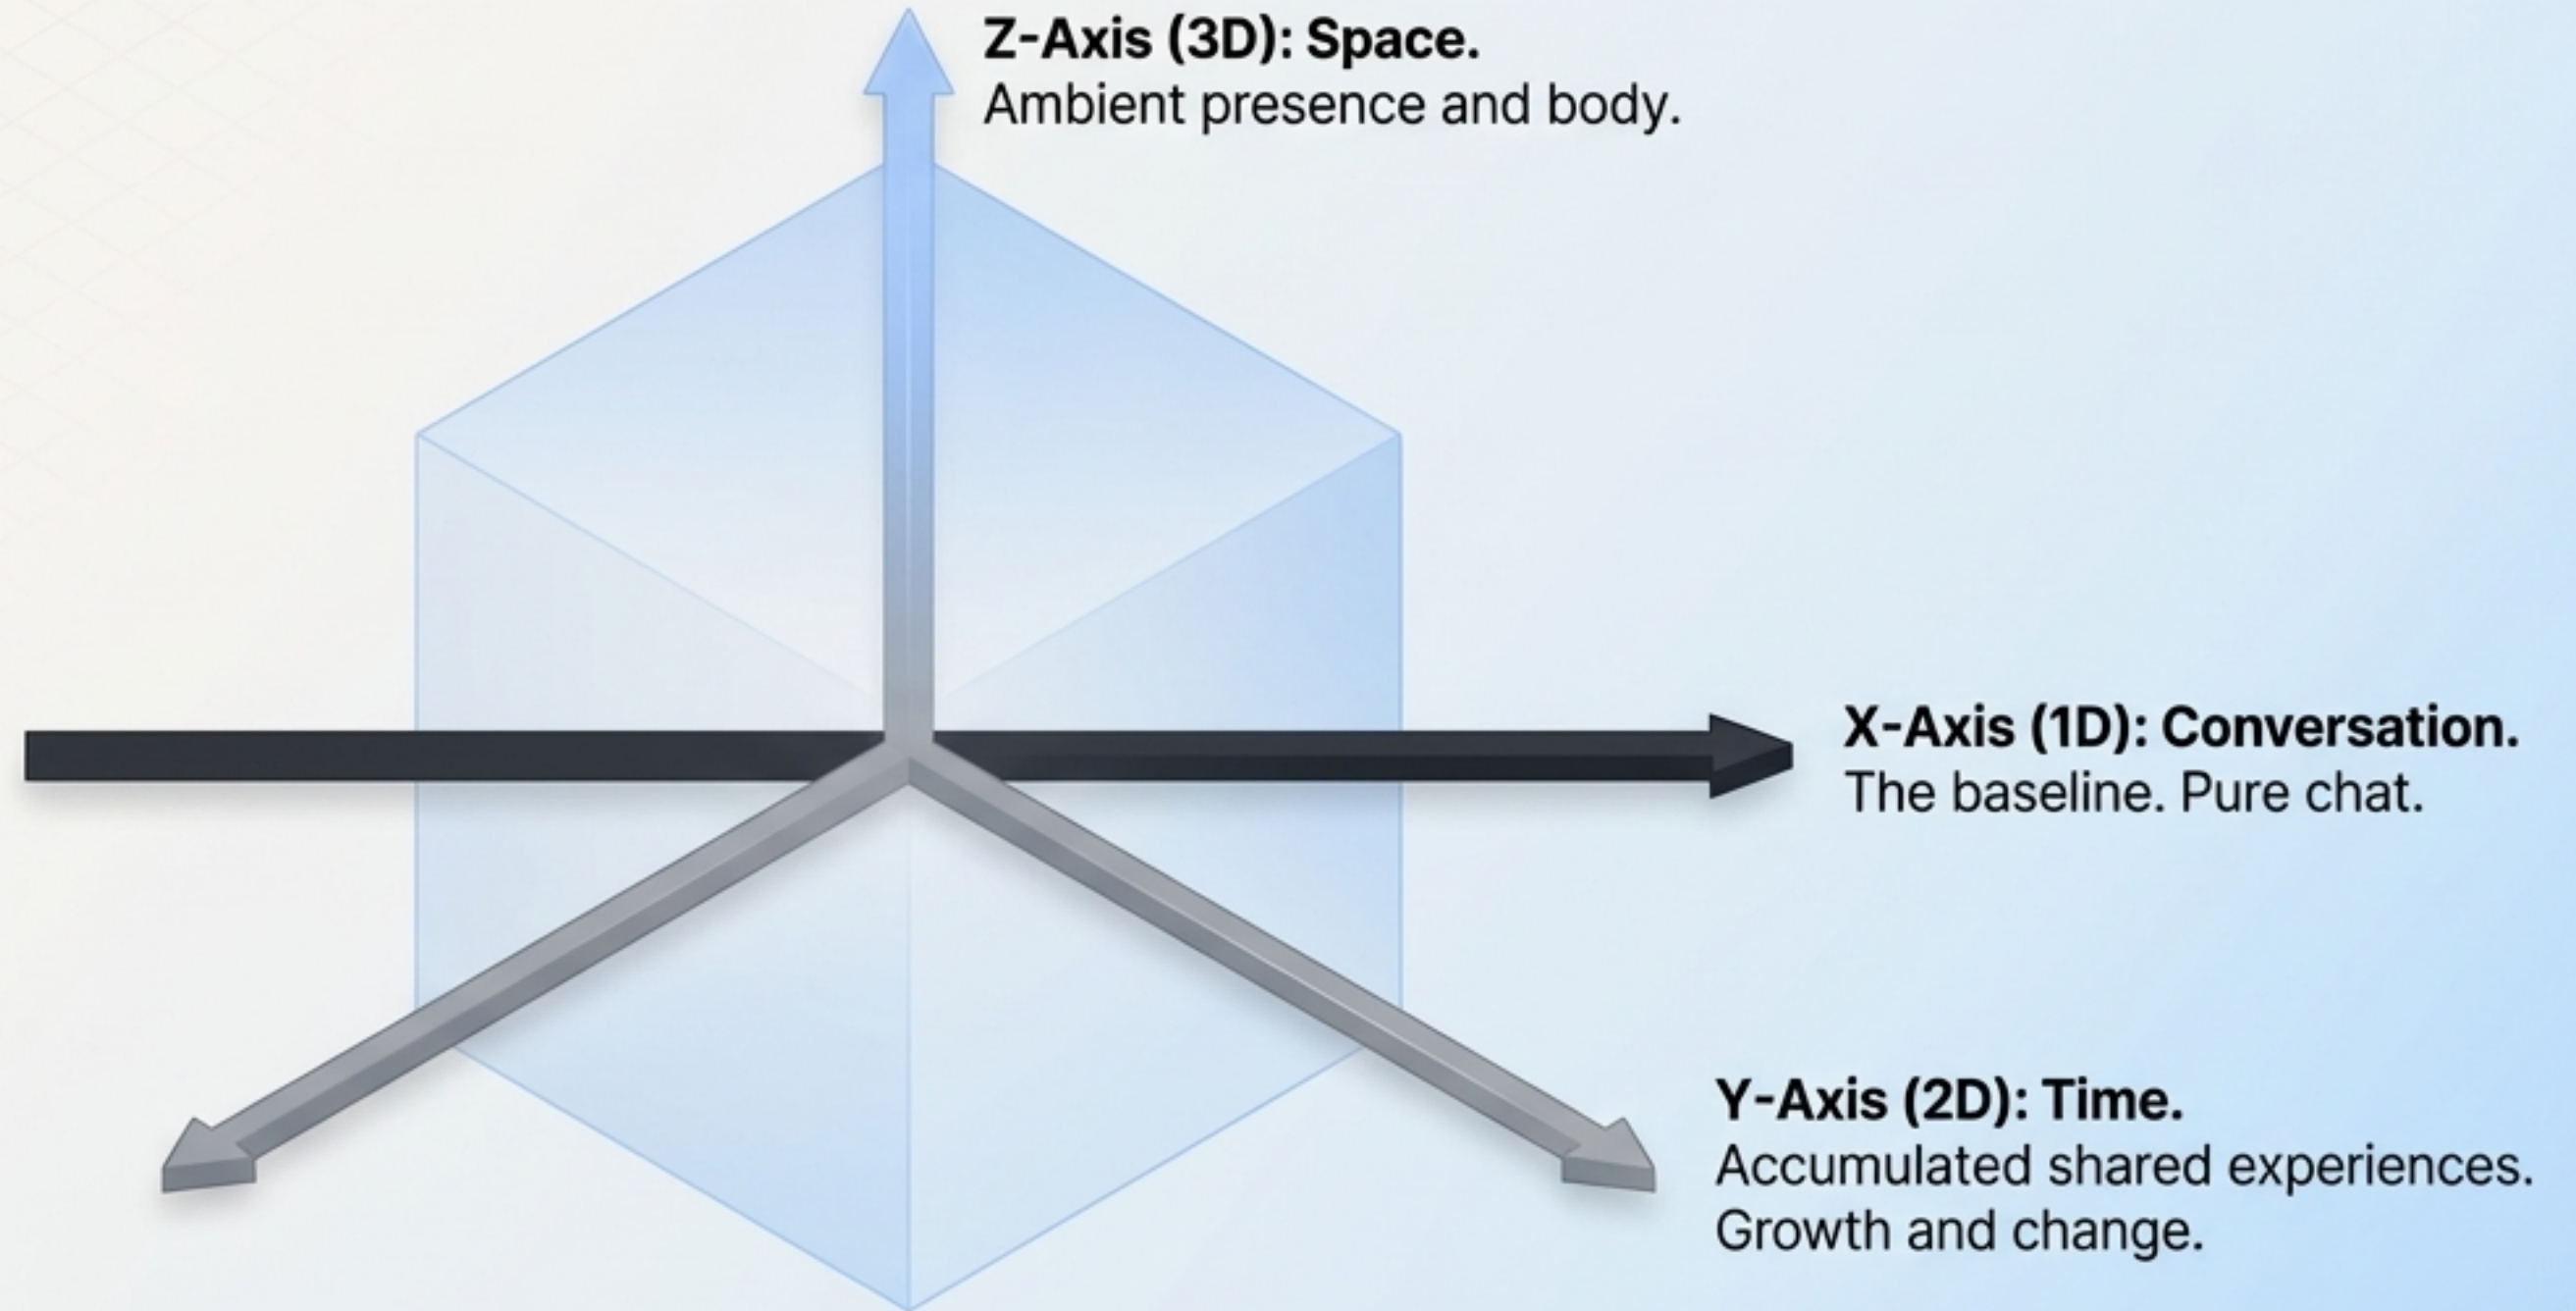 Z-Axis (3D): Space.
Ambient presence and body.
X-Axis (1D): Conversation.
The baseline. Pure chat.
Y-Axis (2D): Time.
Accumulated shared experiences.
Growth and change.